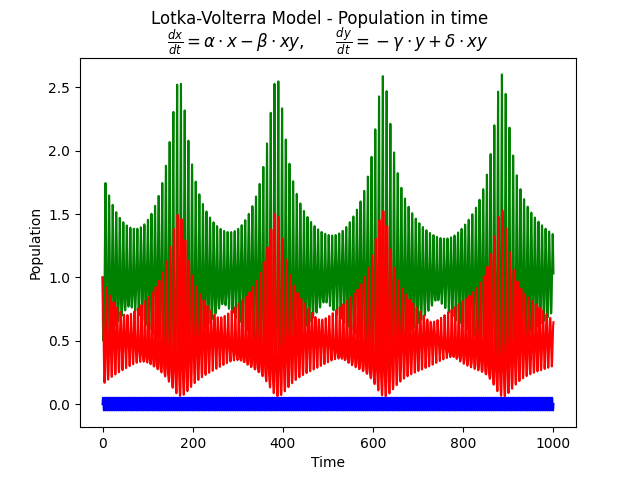 Lotka-Volterra Model - Population in time
dx/dt = α · x − β · xy,      dy/dt = −γ · y + δ · xy
Population
2.5
2.0
1.5
1.0
0.5
0.0
0 200 400 600 800 1000
Time